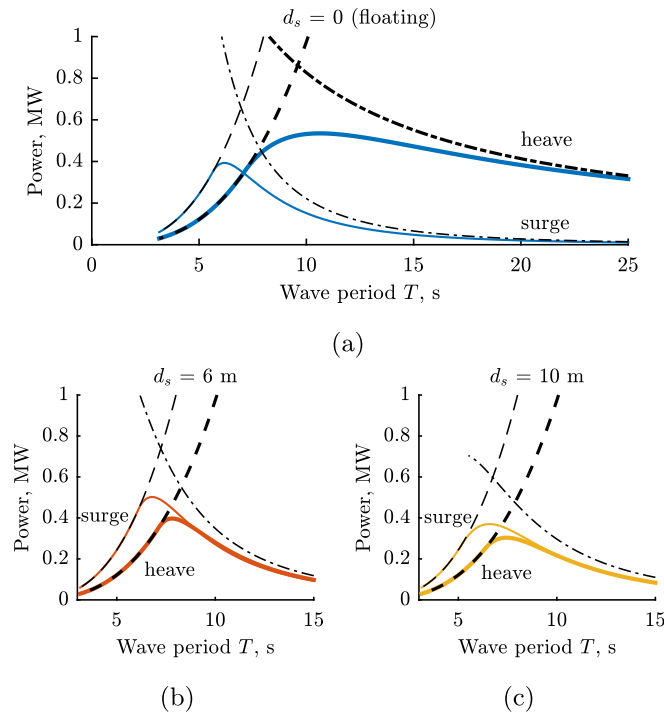 d_s = 0 (floating)
Power, MW
1
0.8
0.6
0.4
0.2
0
heave
surge
0 5 10 15 20 25
Wave period T, s
(a)
d_s = 6 m
Power, MW
1
0.8
0.6
0.4
0.2
0
surge
heave
5 10 15
Wave period T, s
(b)
d_s = 10 m
Power, MW
1
0.8
0.6
0.4
0.2
0
surge
heave
5 10 15
Wave period T, s
(c)